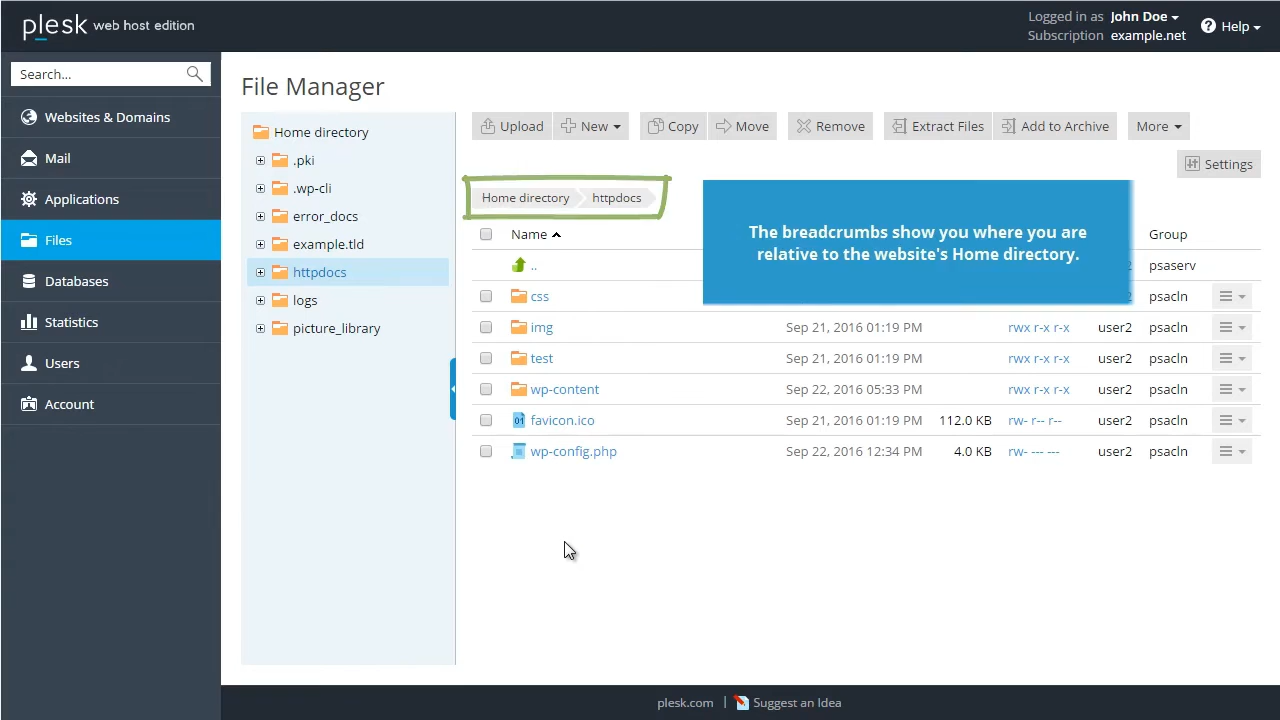 plesk web host edition
Logged in as John Doe
Subscription example.net
Help
Search...
Websites & Domains
Mail
Applications
Files
Databases
Statistics
Users
Account
File Manager
Home directory
.pki
.wp-cli
error_docs
example.tld
httpdocs
logs
picture_library
Upload New Copy Move Remove Extract Files Add to Archive More
Settings
Home directory httpdocs
The breadcrumbs show you where you are
relative to the website's Home directory.
Name Group
.. 2 psaserv
css 2 psacln
img Sep 21, 2016 01:19 PM rwx r-x r-x user2 psacln
test Sep 21, 2016 01:19 PM rwx r-x r-x user2 psacln
wp-content Sep 22, 2016 05:33 PM rwx r-x r-x user2 psacln
favicon.ico Sep 21, 2016 01:19 PM 112.0 KB rw- r-- r-- user2 psacln
wp-config.php Sep 22, 2016 12:34 PM 4.0 KB rw- --- --- user2 psacln
plesk.com | Suggest an Idea